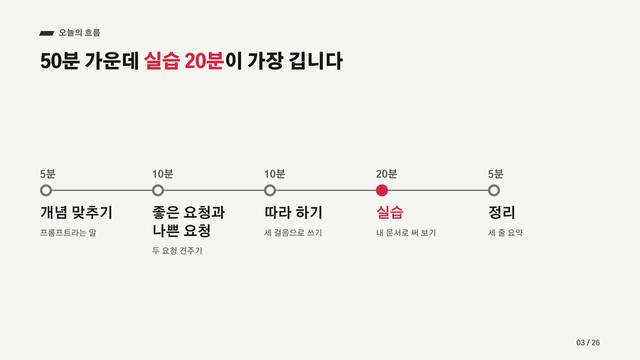 오늘의 흐름
50분 가운데 실습 20분이 가장 깁니다
5분
개념 맞추기
프롬프트라는 말
10분
좋은 요청과
나쁜 요청
두 요청 견주기
10분
따라 하기
세 걸음으로 쓰기
20분
실습
내 문서로 써 보기
5분
정리
세 줄 요약
03 / 26